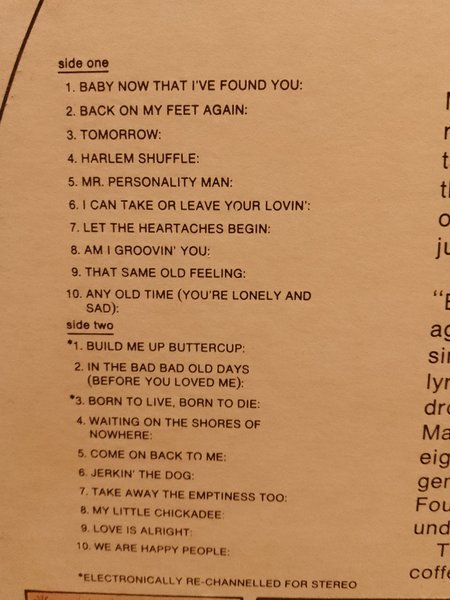 side one
1. BABY NOW THAT I'VE FOUND YOU:
2. BACK ON MY FEET AGAIN:
3. TOMORROW:
4. HARLEM SHUFFLE:
5. MR. PERSONALITY MAN:
6. I CAN TAKE OR LEAVE YOUR LOVIN':
7. LET THE HEARTACHES BEGIN:
8. AM I GROOVIN' YOU:
9. THAT SAME OLD FEELING:
10. ANY OLD TIME (YOU'RE LONELY AND
SAD):
side two
*1. BUILD ME UP BUTTERCUP:
2. IN THE BAD BAD OLD DAYS
(BEFORE YOU LOVED ME):
*3. BORN TO LIVE, BORN TO DIE:
4. WAITING ON THE SHORES OF
NOWHERE:
5. COME ON BACK TO ME:
6. JERKIN' THE DOG:
7. TAKE AWAY THE EMPTINESS TOO:
8. MY LITTLE CHICKADEE:
9. LOVE IS ALRIGHT:
10. WE ARE HAPPY PEOPLE:
*ELECTRONICALLY RE-CHANNELLED FOR STEREO